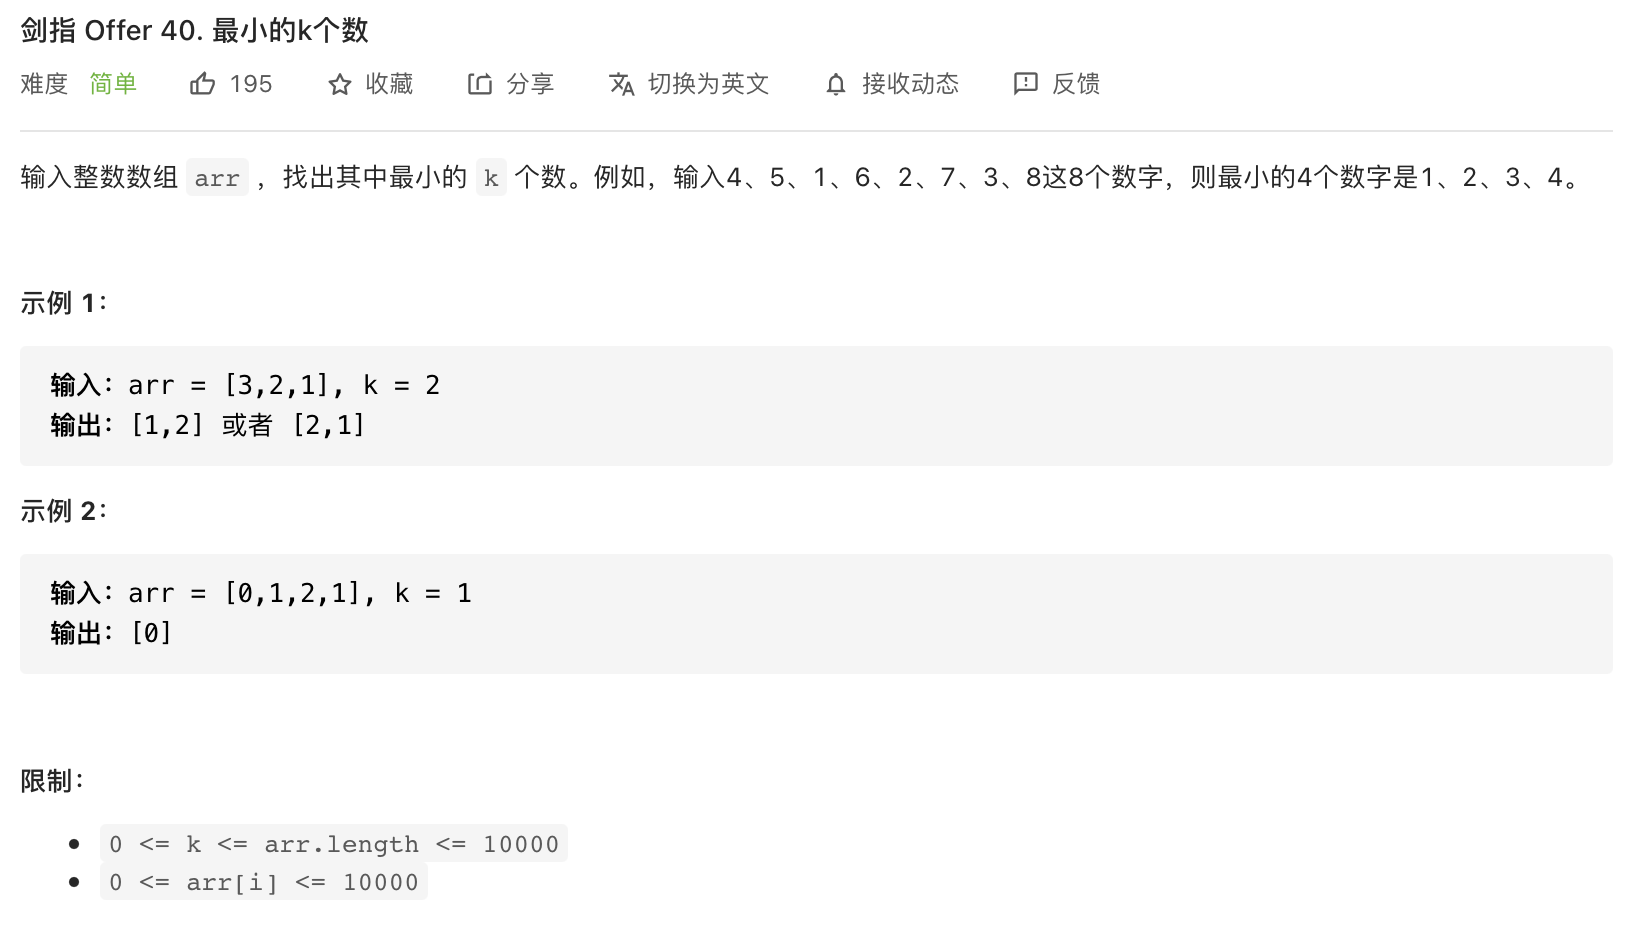 剑指 Offer 40. 最小的k个数
难度 简单 195 收藏 分享 切换为英文 接收动态 反馈
输入整数数组 arr ，找出其中最小的 k 个数。例如，输入4、5、1、6、2、7、3、8这8个数字，则最小的4个数字是1、2、3、4。
示例 1：
输入：arr = [3,2,1], k = 2
输出：[1,2] 或者 [2,1]
示例 2：
输入：arr = [0,1,2,1], k = 1
输出：[0]
限制：
0 <= k <= arr.length <= 10000
0 <= arr[i] <= 10000